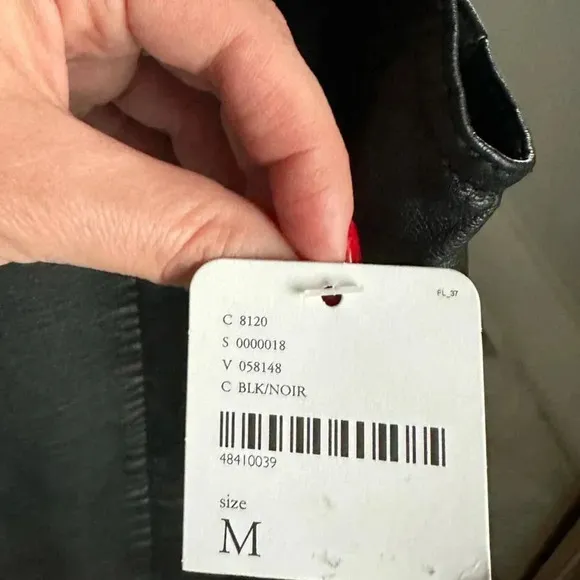 FL_37
C 8120
S 0000018
V 058148
C BLK/NOIR
48410039
size
M